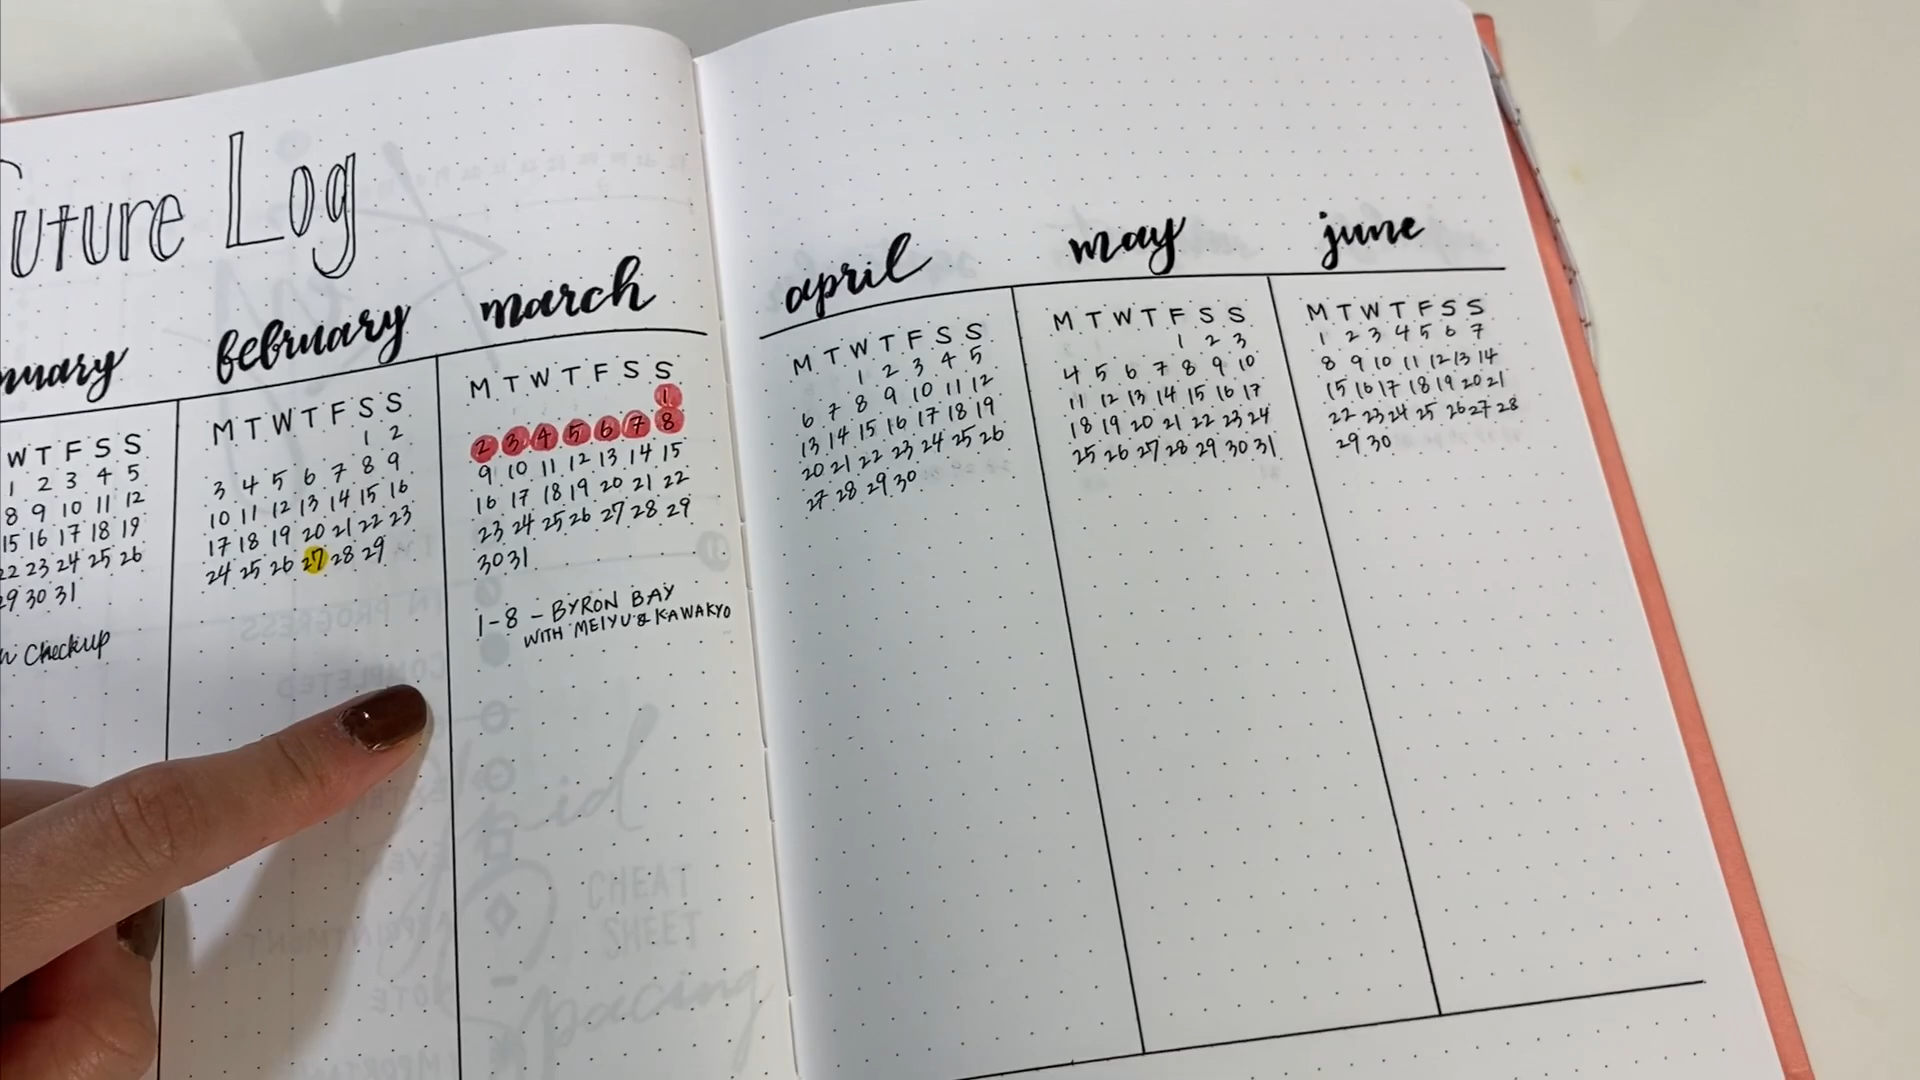 Future Log
february
march
W T F S S
1 2 3 4 5
8 9 10 11 12
15 16 17 18 19
22 23 24 25 26
29 30 31
Checkup
M T W T F S S
1 2
3 4 5 6 7 8 9
10 11 12 13 14 15 16
17 18 19 20 21 22 23
24 25 26 27 28 29
M T W T F S S
1
2 3 4 5 6 7 8
9 10 11 12 13 14 15
16 17 18 19 20 21 22
23 24 25 26 27 28 29
30 31
1-8 - BYRON BAY
WITH MEIYU & KAWAKYO
april
M T W T F S S
1 2 3 4 5
6 7 8 9 10 11 12
13 14 15 16 17 18 19
20 21 22 23 24 25 26
27 28 29 30
may
M T W T F S S
1 2 3
4 5 6 7 8 9 10
11 12 13 14 15 16 17
18 19 20 21 22 23 24
25 26 27 28 29 30 31
june
M T W T F S S
1 2 3 4 5 6 7
8 9 10 11 12 13 14
15 16 17 18 19 20 21
22 23 24 25 26 27 28
29 30
CHEAT
SHEET
spacing